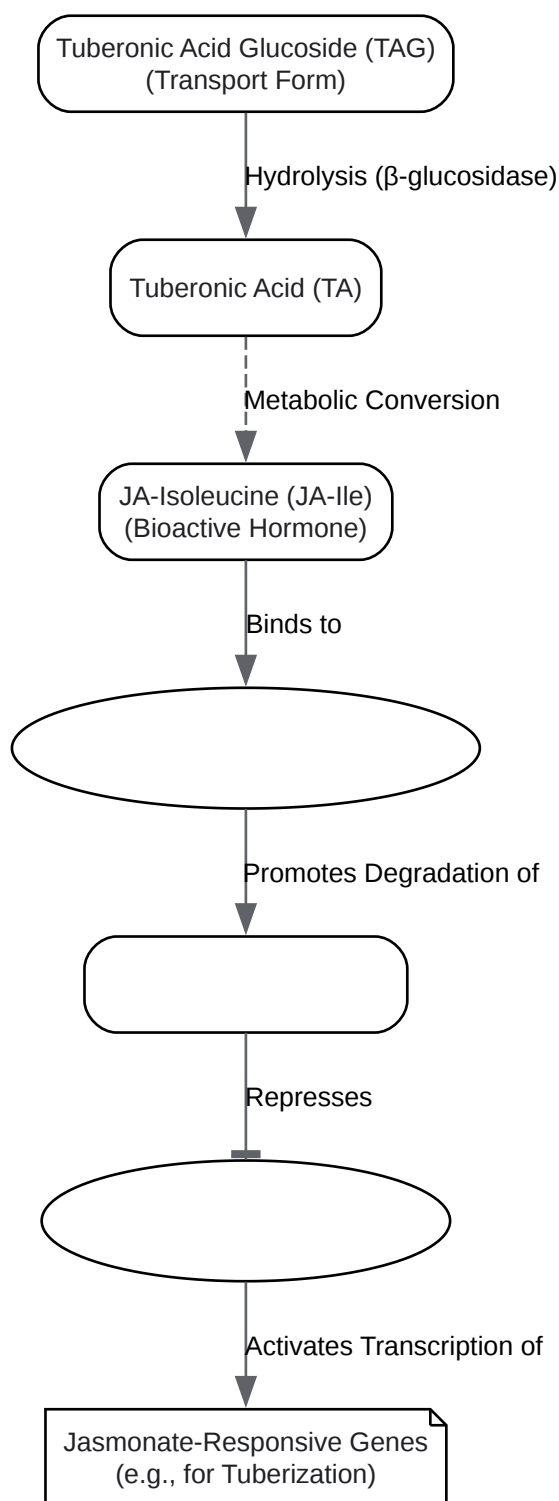 Tuberonic Acid Glucoside (TAG)
(Transport Form)
Hydrolysis (β-glucosidase)
Tuberonic Acid (TA)
Metabolic Conversion
JA-Isoleucine (JA-Ile)
(Bioactive Hormone)
Binds to
Promotes Degradation of
Represses
Activates Transcription of
Jasmonate-Responsive Genes
(e.g., for Tuberization)